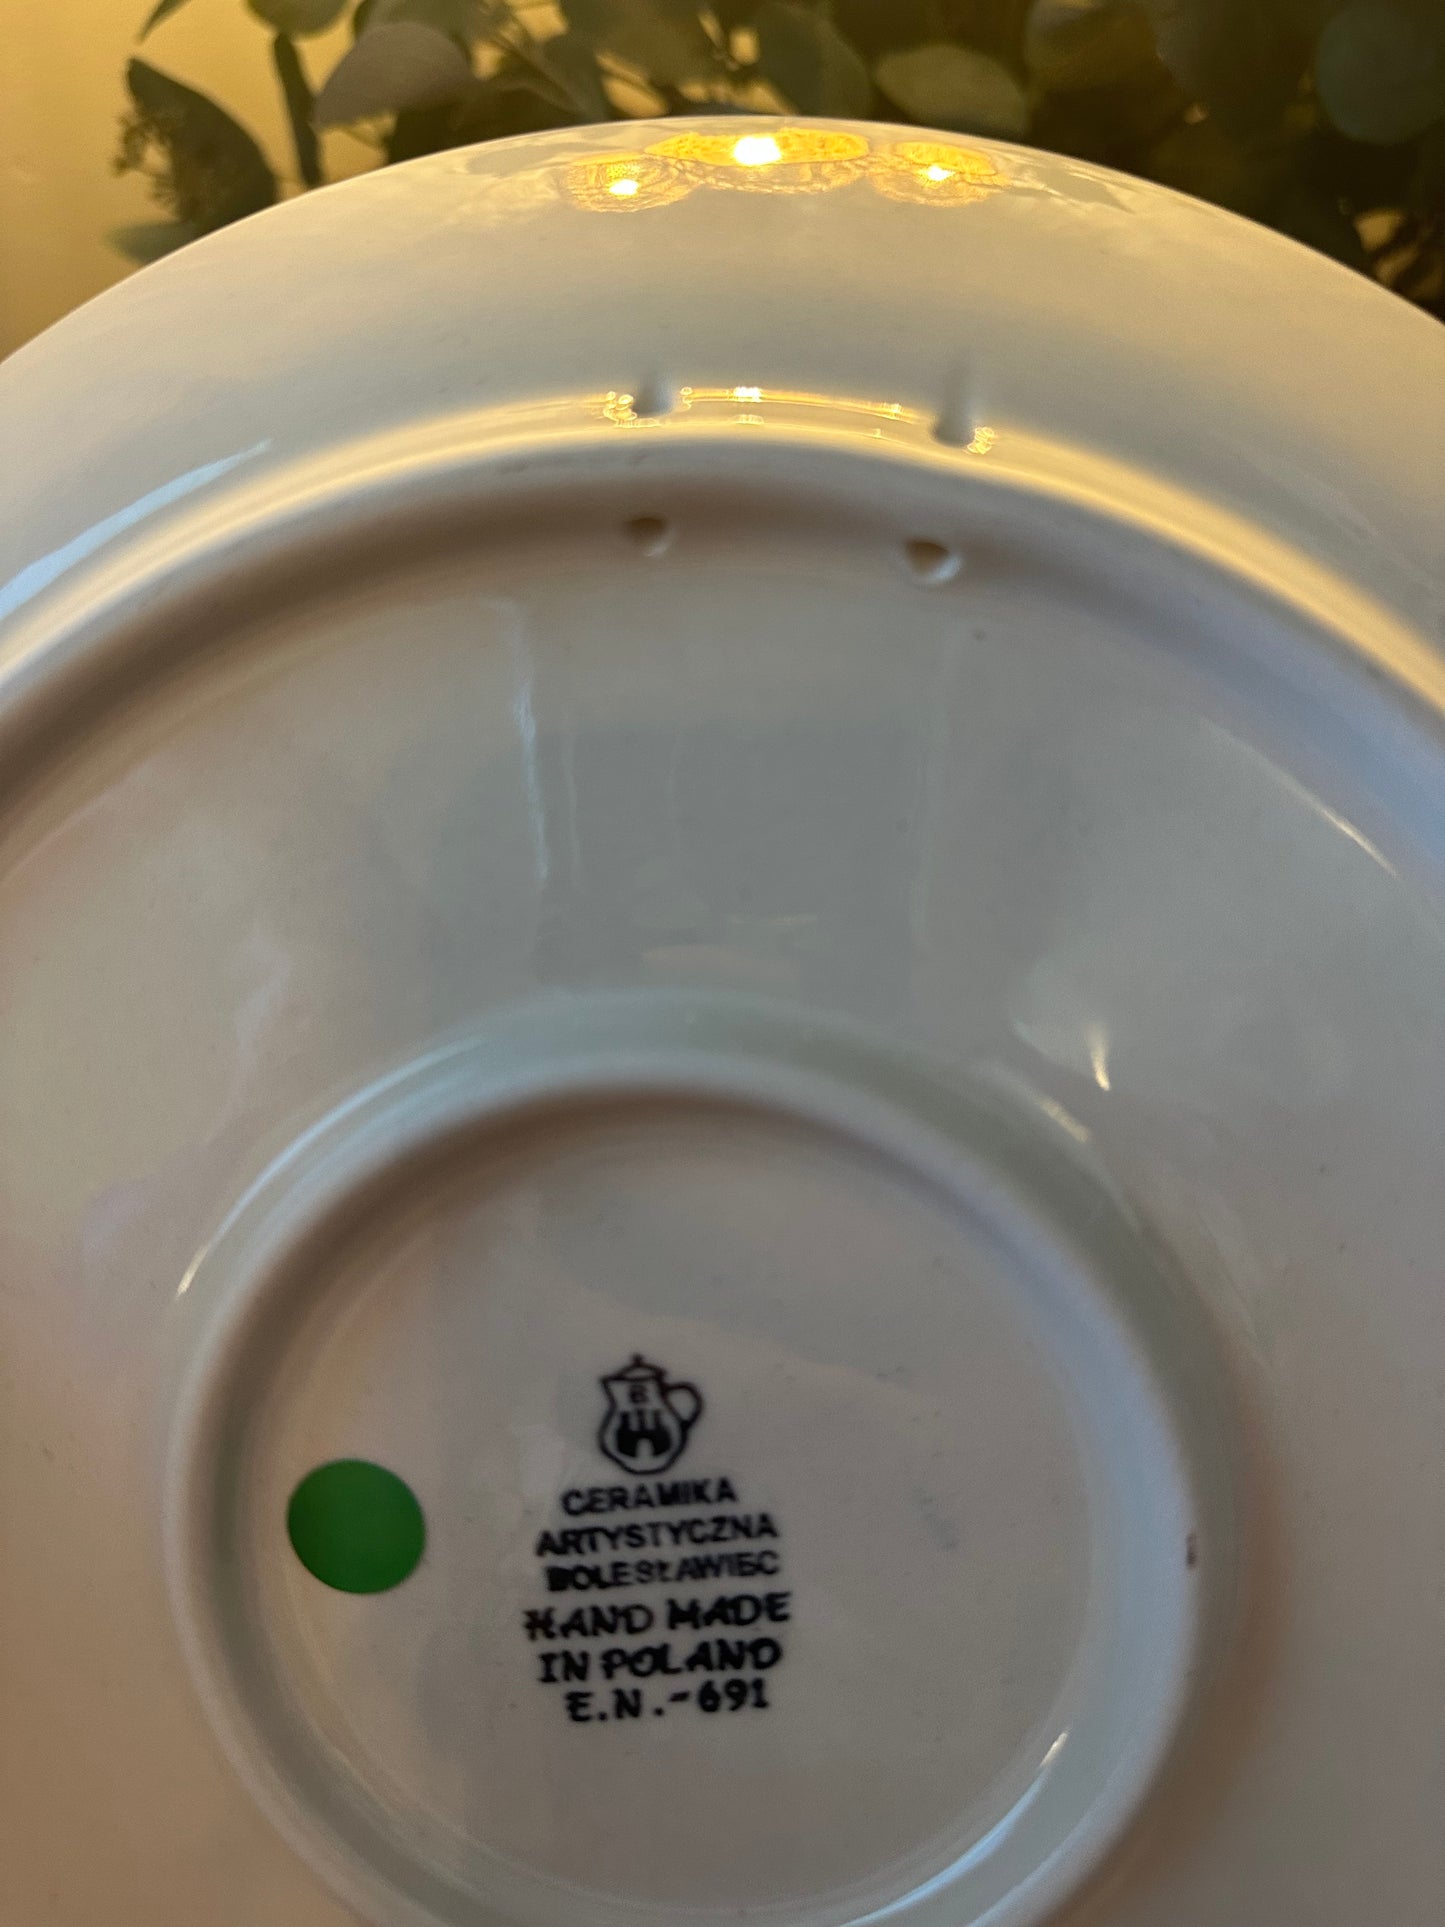 B
CERAMIKA
ARTYSTYCZNA
BOLESŁAWIEC
HAND MADE
IN POLAND
E.N.-691